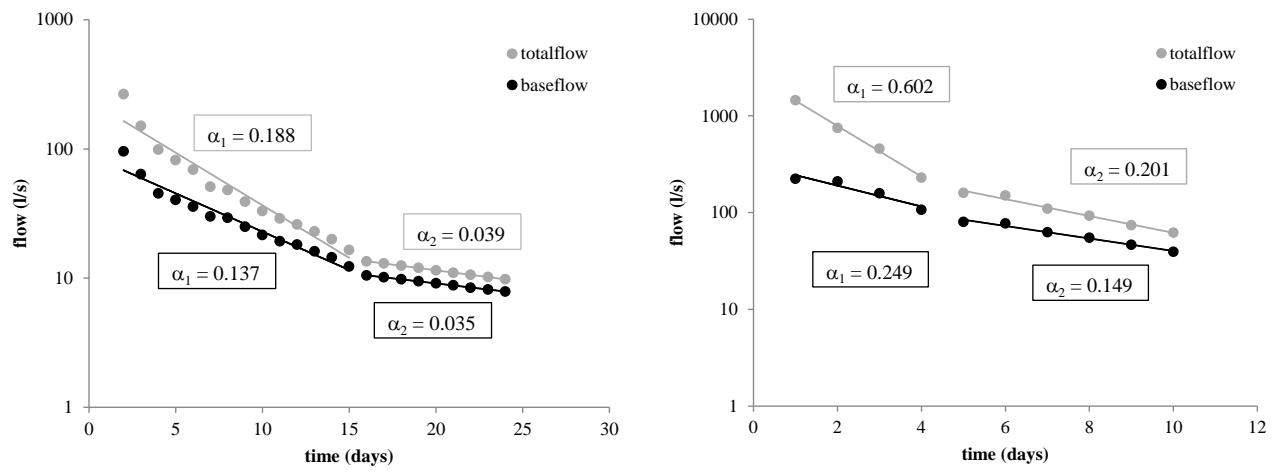 1000
100
10
1
0
5
10
15
20
25
30
flow (l/s)
time (days)
totalflow
baseflow
α₁ = 0.188
α₂ = 0.039
α₁ = 0.137
α₂ = 0.035
10000
1000
100
10
1
0
2
4
6
8
10
12
flow (l/s)
time (days)
totalflow
baseflow
α₁ = 0.602
α₂ = 0.201
α₁ = 0.249
α₂ = 0.149